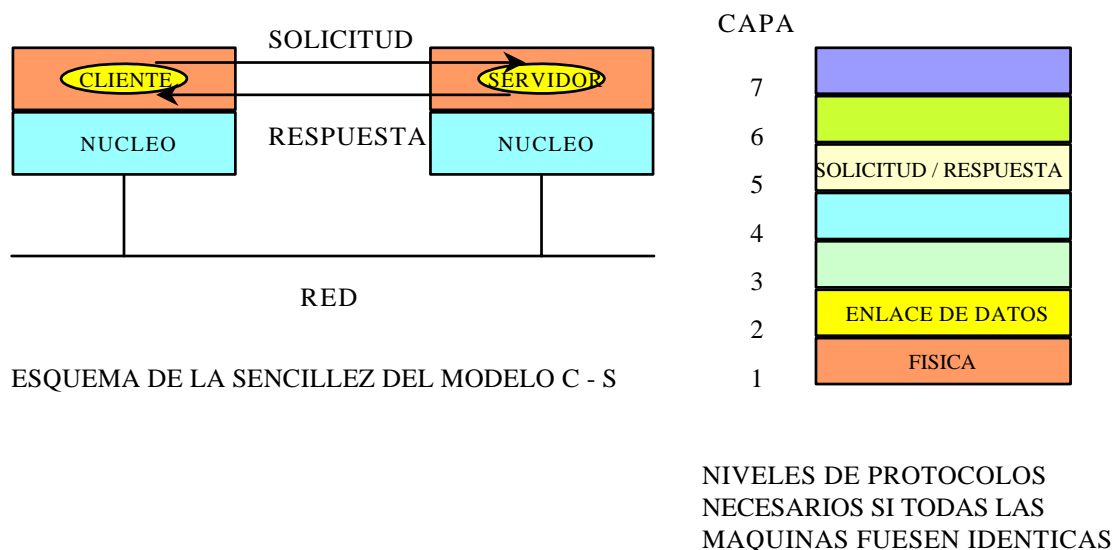 SOLICITUD
CLIENTE
SERVIDOR
RESPUESTA
NUCLEO
NUCLEO
RED
ESQUEMA DE LA SENCILLEZ DEL MODELO C - S
CAPA
7
6
SOLICITUD / RESPUESTA
5
4
3
ENLACE DE DATOS
2
FISICA
1
NIVELES DE PROTOCOLOS
NECESARIOS SI TODAS LAS
MAQUINAS FUESEN IDENTICAS